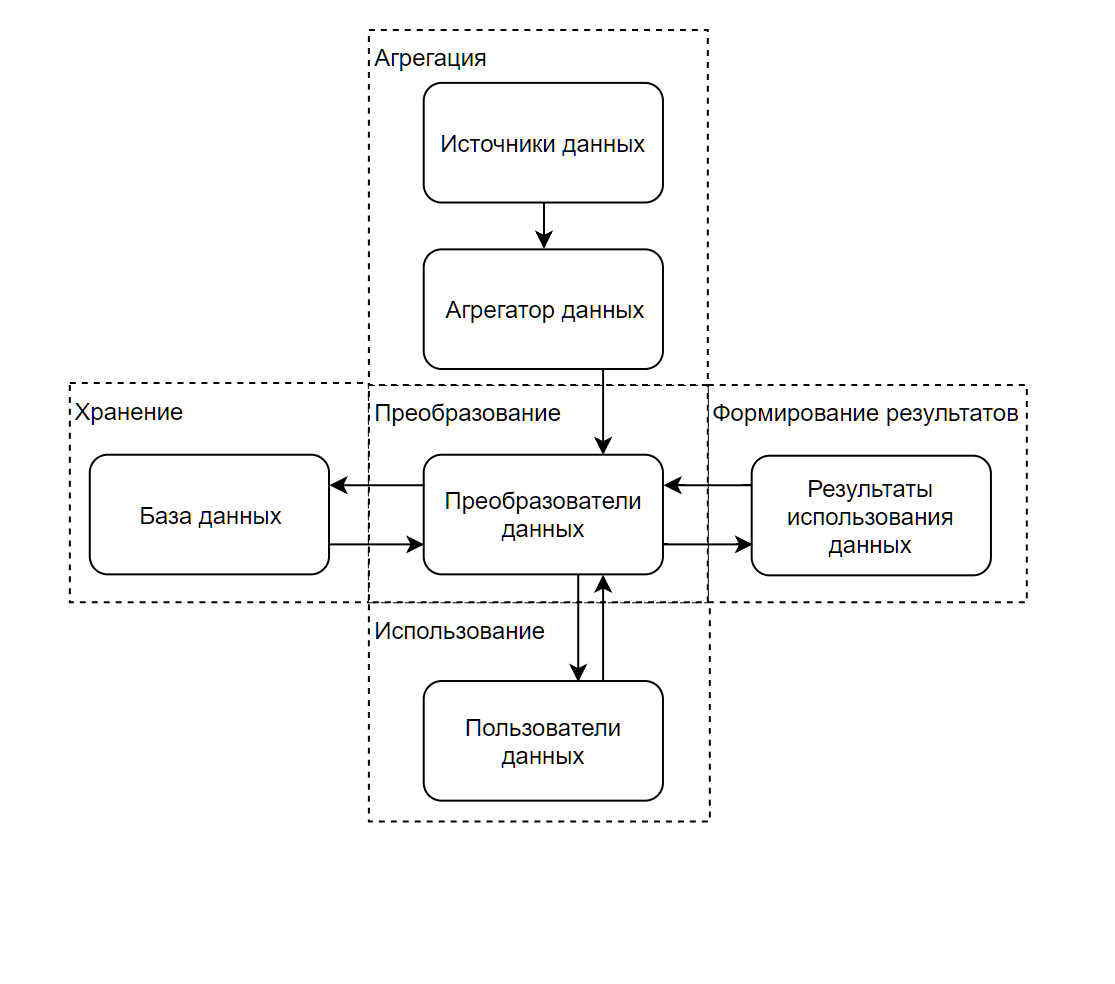 Агрегация
Источники данных
Агрегатор данных
Хранение
База данных
Преобразование
Преобразователи
данных
Формирование результатов
Результаты
использования
данных
Использование
Пользователи
данных